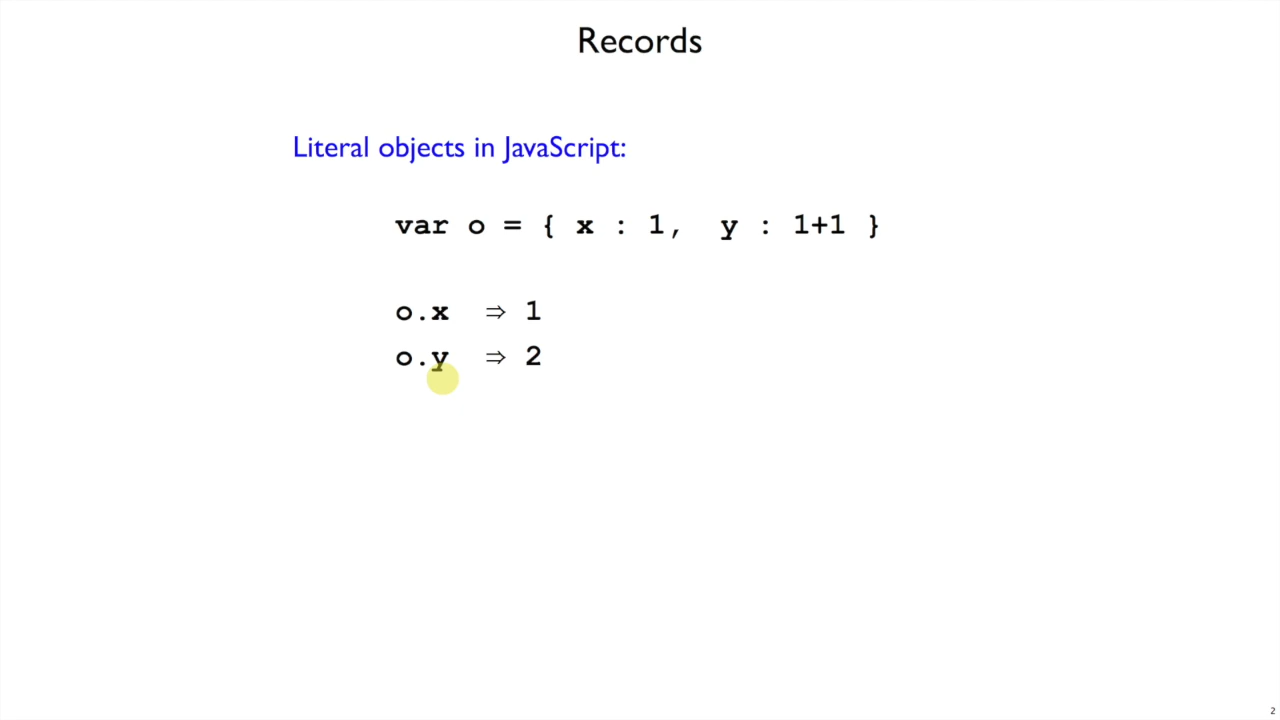 Records
Literal objects in JavaScript:
var o = { x : 1, y : 1+1 }
o.x ⇒ 1
o.y ⇒ 2
2